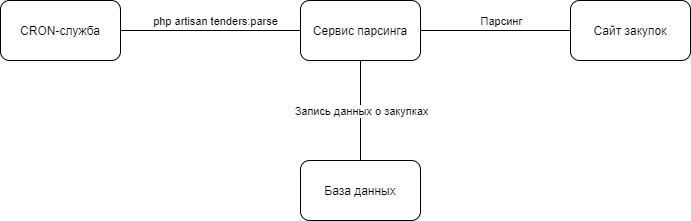 CRON-служба
php artisan tenders:parse
Сервис парсинга
Парсинг
Сайт закупок
Запись данных о закупках
База данных